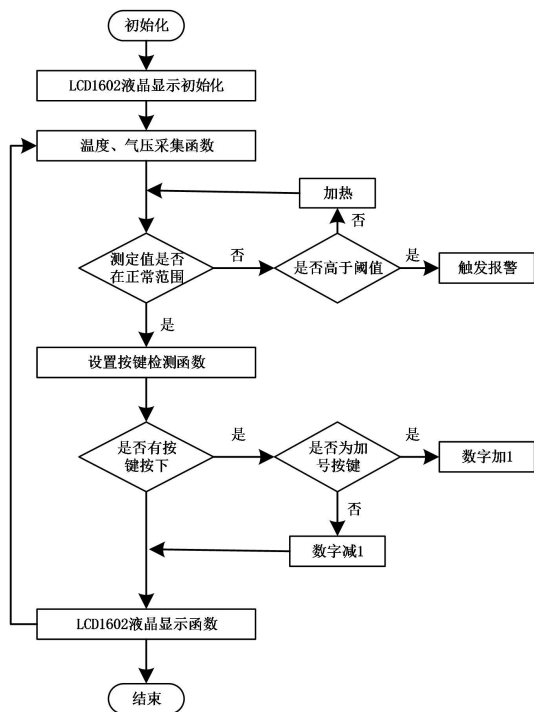 初始化
LCD1602液晶显示初始化
温度、气压采集函数
加热
否
测定值是否
在正常范围
否
是否高于阈值
是
触发报警
是
设置按键检测函数
是否有按
键按下
是
是否为加
号按键
是
数字加1
否
数字减1
LCD1602液晶显示函数
结束